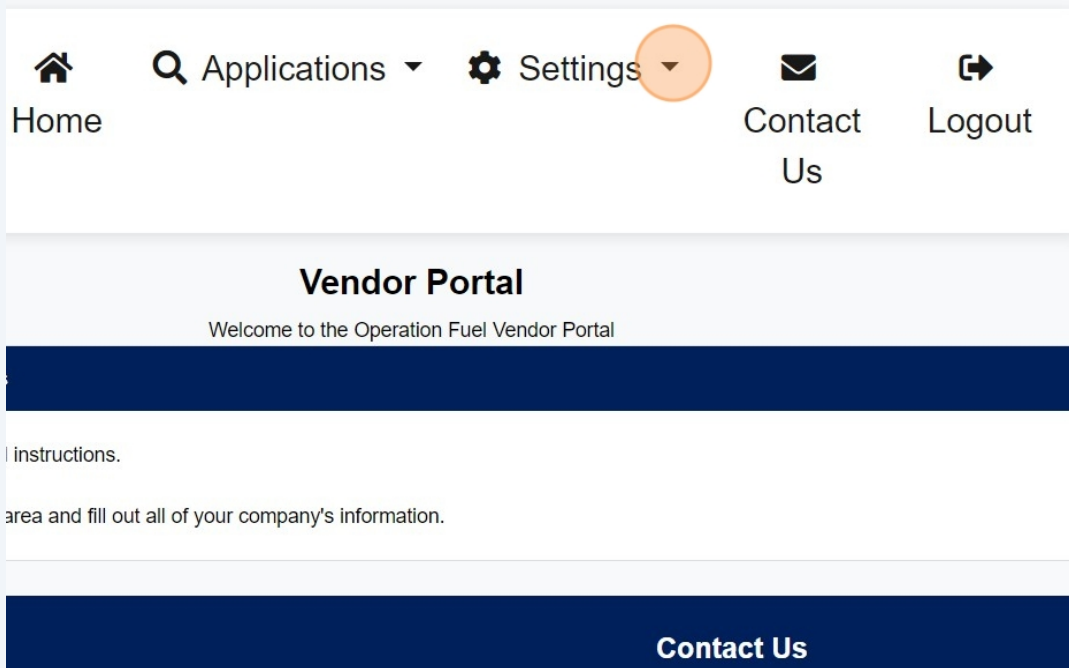 Home
Applications
Settings
Contact
Us
Logout
Vendor Portal
Welcome to the Operation Fuel Vendor Portal
instructions.
area and fill out all of your company's information.
Contact Us